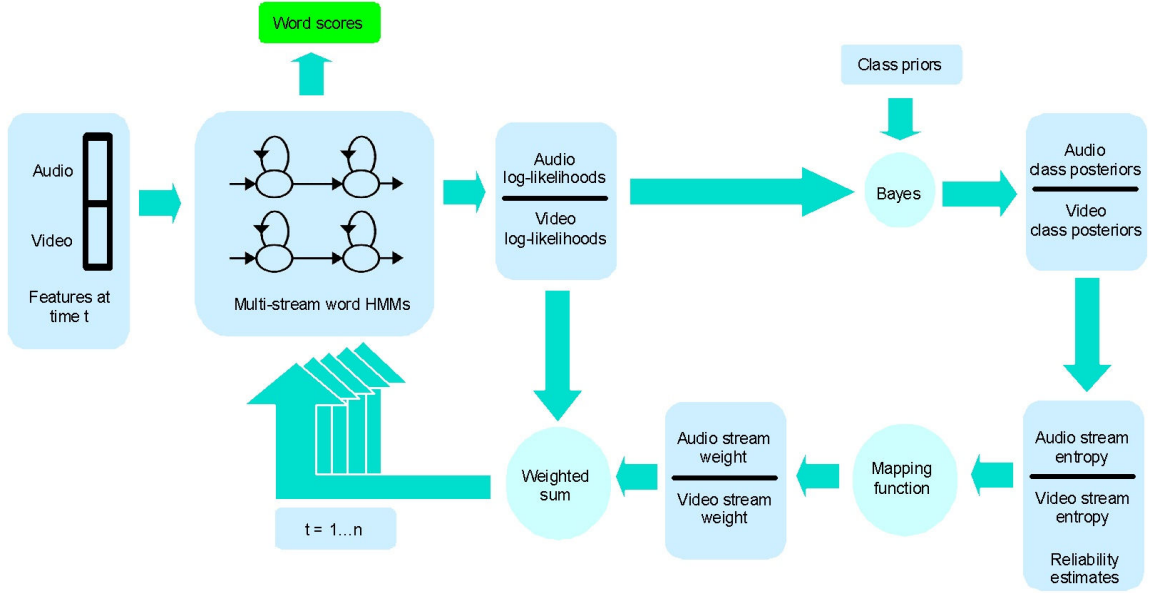 Word scores
Class priors
Audio
Video
Features at
time t
Multi-stream word HMMs
Audio
log-likelihoods
Video
log-likelihoods
Bayes
Audio
class posteriors
Video
class posteriors
Audio stream
entropy
Video stream
entropy
Reliability
estimates
Mapping
function
Audio stream
weight
Video stream
weight
Weighted
sum
t = 1...n